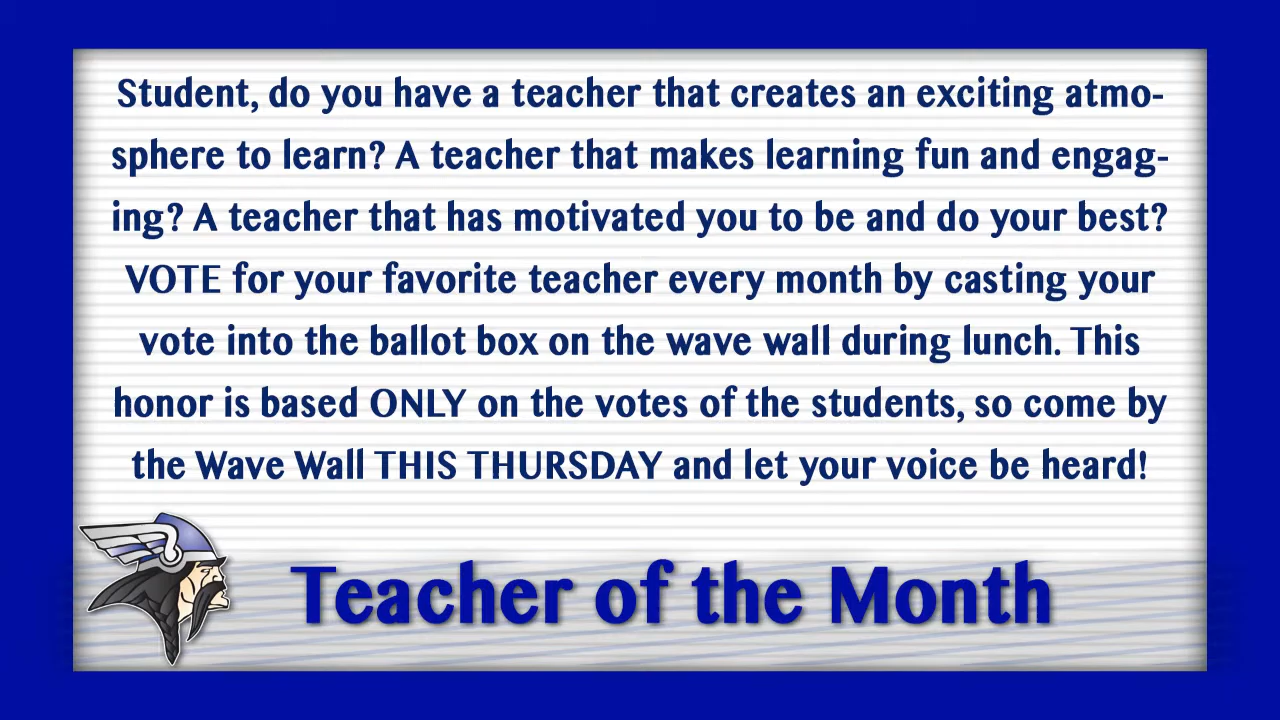 Student, do you have a teacher that creates an exciting atmo-
sphere to learn? A teacher that makes learning fun and engag-
ing? A teacher that has motivated you to be and do your best?
VOTE for your favorite teacher every month by casting your
vote into the ballot box on the wave wall during lunch. This
honor is based ONLY on the votes of the students, so come by
the Wave Wall THIS THURSDAY and let your voice be heard!
Teacher of the Month